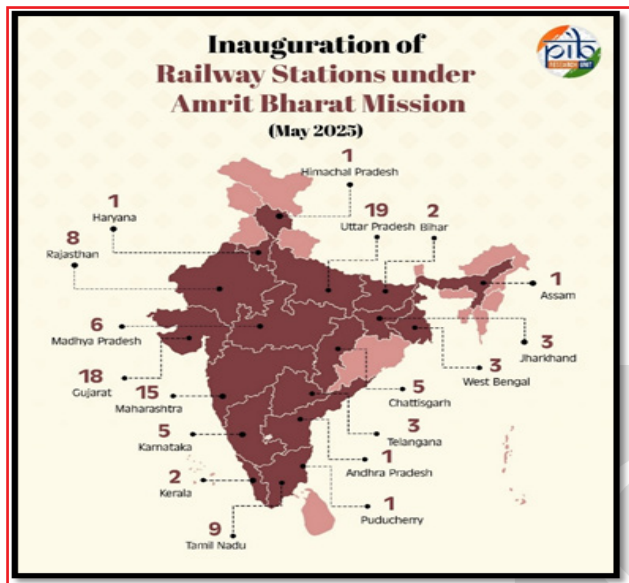 Inauguration of
Railway Stations under
Amrit Bharat Mission
(May 2025)
pib
RESEARCH UNIT
1
Himachal Pradesh
1
Haryana
19
Uttar Pradesh
2
Bihar
8
Rajasthan
1
Assam
6
Madhya Pradesh
3
Jharkhand
3
West Bengal
18
Gujarat
15
Maharashtra
5
Chattisgarh
5
Karnataka
3
Telangana
1
Andhra Pradesh
2
Kerala
1
Puducherry
9
Tamil Nadu